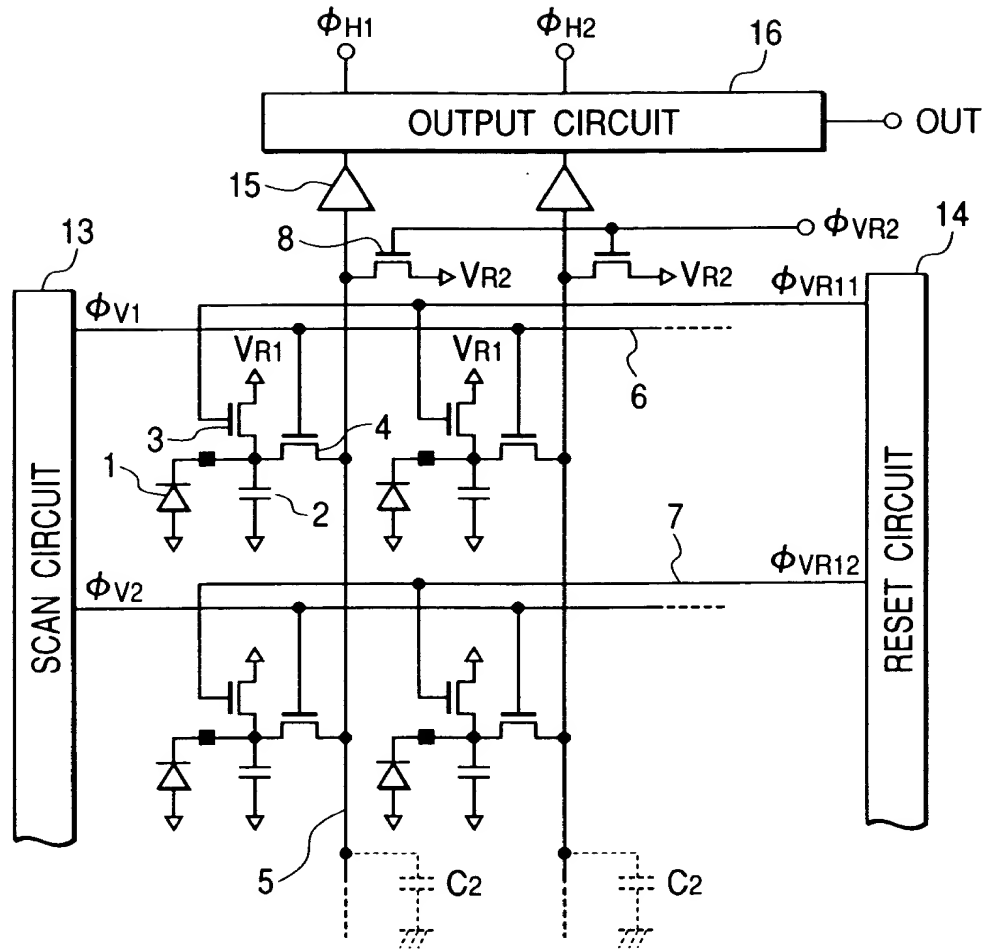 ΦH1 ΦH2
16
OUTPUT CIRCUIT
OUT
15
13
8
ΦVR2
14
VR2 VR2
ΦV1
ΦVR11
VR1 VR1
6
3
4
1
2
SCAN CIRCUIT
RESET CIRCUIT
7
ΦV2
ΦVR12
5
C2 C2